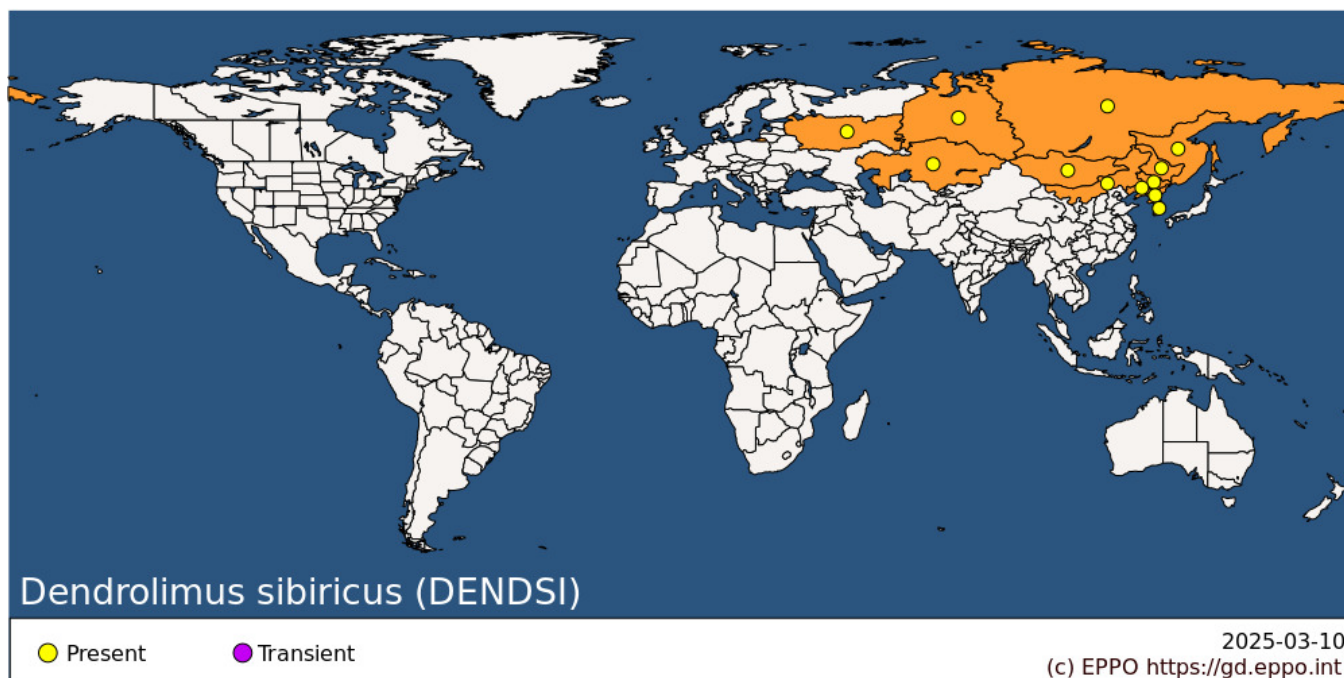 Dendrolimus sibiricus (DENDSI)
Present
Transient
2025-03-10
(c) EPPO https://gd.eppo.int